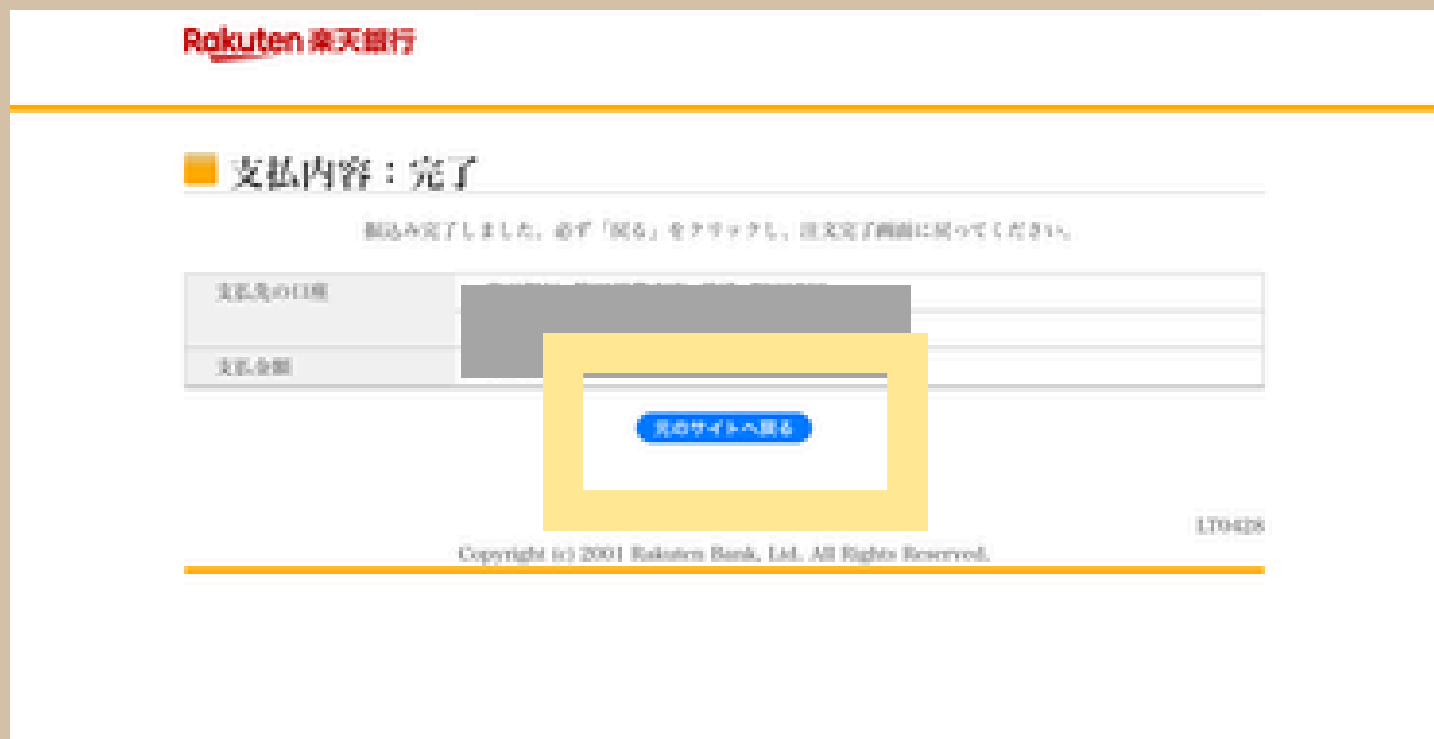 Rakuten 楽天銀行
支払内容：完了
振込み完了しました。必ず「戻る」をクリックし、注文完了画面に戻ってください。
支払先の口座
支払金額
元のサイトへ戻る
LT0428
Copyright (c) 2001 Rakuten Bank, Ltd. All Rights Reserved.